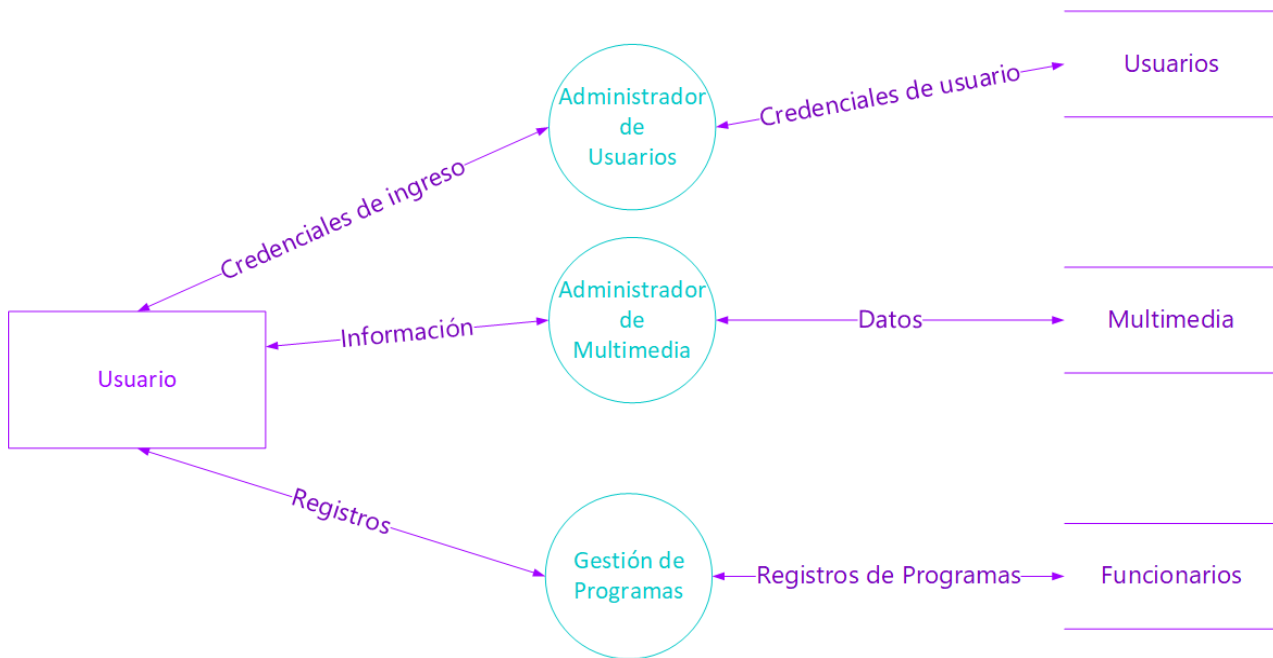 Administrador
de
Usuarios
Credenciales de usuario
Usuarios
Credenciales de ingreso
Administrador
de
Multimedia
Información
Datos
Multimedia
Usuario
Registros
Gestión de
Programas
Registros de Programas
Funcionarios